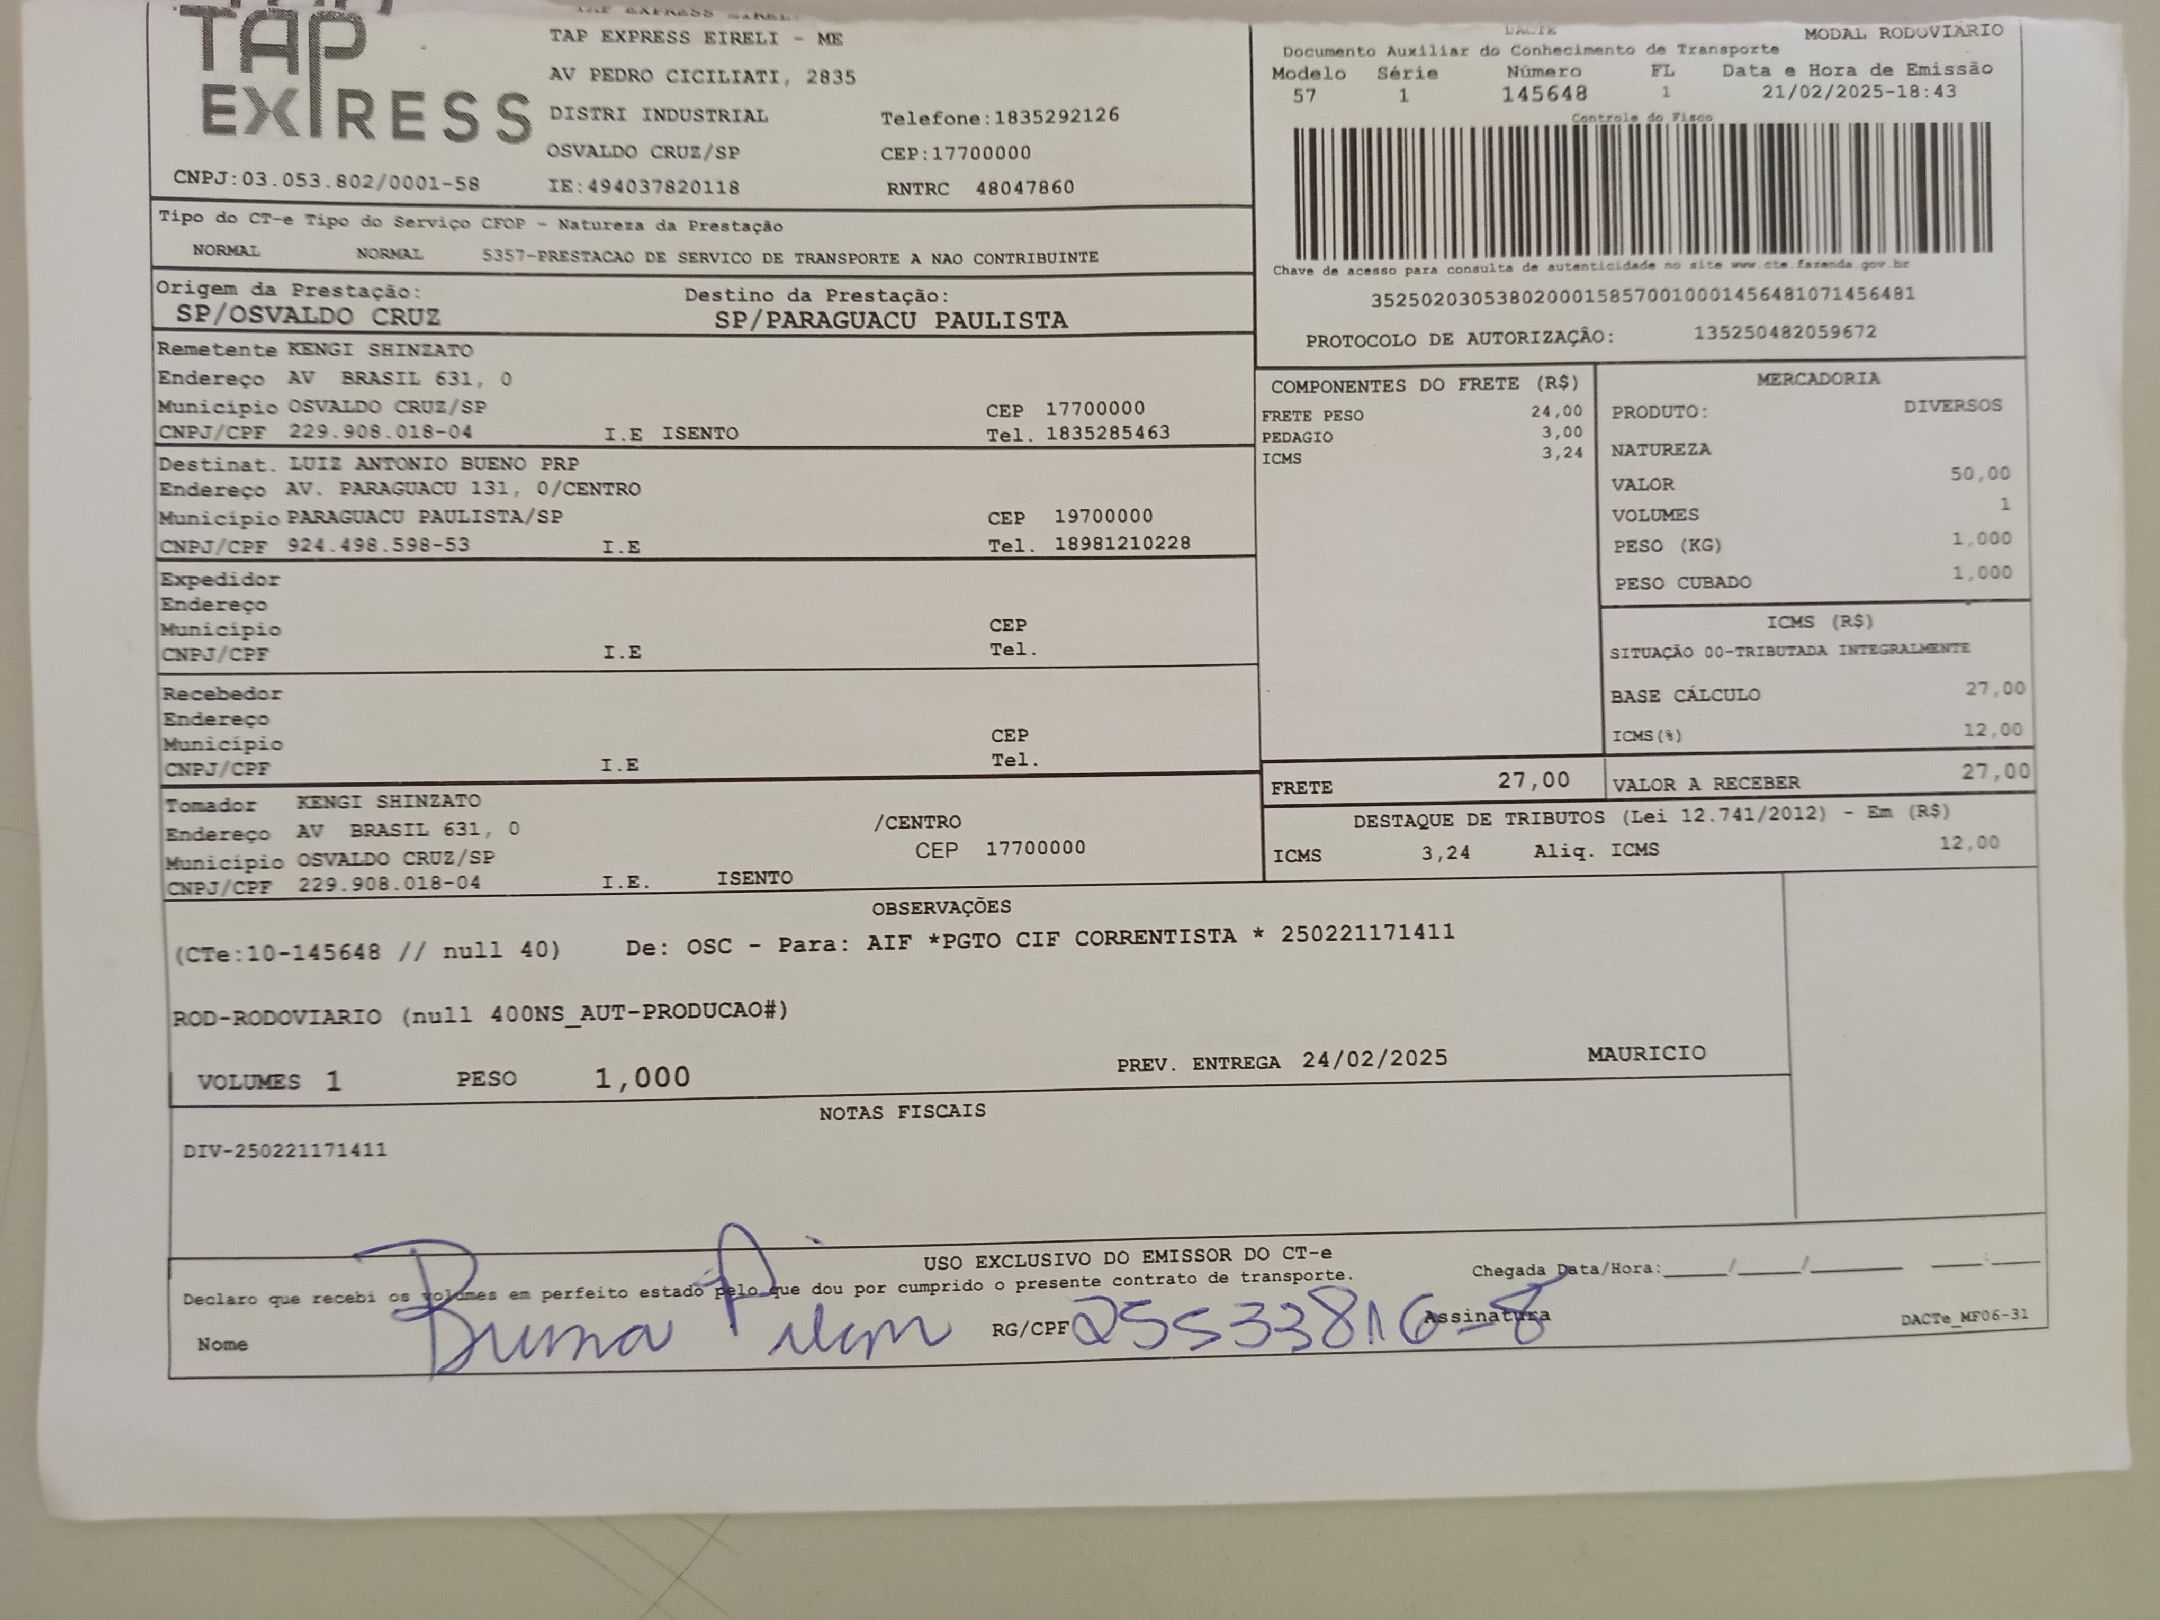 TAP EXPRESS
TAP EXPRESS EIRELI - ME
AV PEDRO CICILIATI, 2835
DISTRI INDUSTRIAL Telefone:1835292126
OSVALDO CRUZ/SP CEP:17700000
CNPJ:03.053.802/0001-58 IE:494037820118 RNTRC 48047860
DACTE MODAL RODOVIÁRIO
Documento Auxiliar do Conhecimento de Transporte
Modelo Série Número FL Data e Hora de Emissão
57 1 145648 1 21/02/2025-18:43
Controle do Fisco
Chave de acesso para consulta de autenticidade no site www.cte.fazenda.gov.br
35250203053802000158570010001456481071456481
PROTOCOLO DE AUTORIZAÇÃO: 135250482059672
Tipo do CT-e Tipo do Serviço CFOP - Natureza da Prestação
NORMAL NORMAL 5357-PRESTACAO DE SERVICO DE TRANSPORTE A NAO CONTRIBUINTE
Origem da Prestação: Destino da Prestação:
SP/OSVALDO CRUZ SP/PARAGUACU PAULISTA
Remetente KENGI SHINZATO
Endereço AV BRASIL 631, 0
Município OSVALDO CRUZ/SP CEP 17700000
CNPJ/CPF 229.908.018-04 I.E ISENTO Tel. 1835285463
Destinat. LUIZ ANTONIO BUENO PRP
Endereço AV. PARAGUACU 131, 0/CENTRO
Município PARAGUACU PAULISTA/SP CEP 19700000
CNPJ/CPF 924.498.598-53 I.E Tel. 18981210228
Expedidor
Endereço
Município CEP
CNPJ/CPF I.E Tel.
Recebedor
Endereço
Município CEP
CNPJ/CPF I.E Tel.
Tomador KENGI SHINZATO
Endereço AV BRASIL 631, 0 /CENTRO
Município OSVALDO CRUZ/SP CEP 17700000
CNPJ/CPF 229.908.018-04 I.E. ISENTO
COMPONENTES DO FRETE (R$)
FRETE PESO 24,00
PEDAGIO 3,00
ICMS 3,24
MERCADORIA
PRODUTO: DIVERSOS
NATUREZA
VALOR 50,00
VOLUMES 1
PESO (KG) 1,000
PESO CUBADO 1,000
ICMS (R$)
SITUAÇÃO 00-TRIBUTADA INTEGRALMENTE
BASE CÁLCULO 27,00
ICMS(%) 12,00
FRETE 27,00 VALOR A RECEBER 27,00
DESTAQUE DE TRIBUTOS (Lei 12.741/2012) - Em (R$)
ICMS 3,24 Aliq. ICMS 12,00
OBSERVAÇÕES
(CTe:10-145648 // null 40) De: OSC - Para: AIF *PGTO CIF CORRENTISTA * 250221171411
ROD-RODOVIARIO (null 400NS_AUT-PRODUCAO#)
VOLUMES 1 PESO 1,000 PREV. ENTREGA 24/02/2025 MAURICIO
NOTAS FISCAIS
DIV-250221171411
USO EXCLUSIVO DO EMISSOR DO CT-e
Declaro que recebi os volumes em perfeito estado pelo que dou por cumprido o presente contrato de transporte. Chegada Data/Hora:____/____/______ ___:___
Nome RG/CPF 25533816-8 Assinatura DACTe_MF06-31